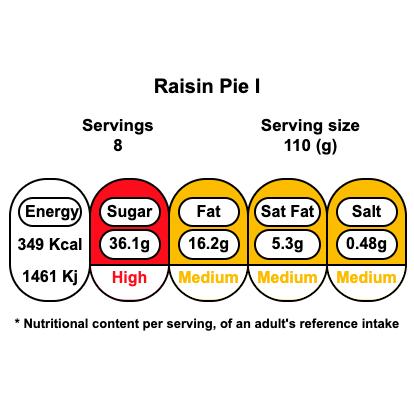 Raisin Pie I
Servings
8
Serving size
110 (g)
Energy
349 Kcal
1461 Kj
Sugar
36.1g
High
Fat
16.2g
Medium
Sat Fat
5.3g
Medium
Salt
0.48g
Medium
* Nutritional content per serving, of an adult's reference intake